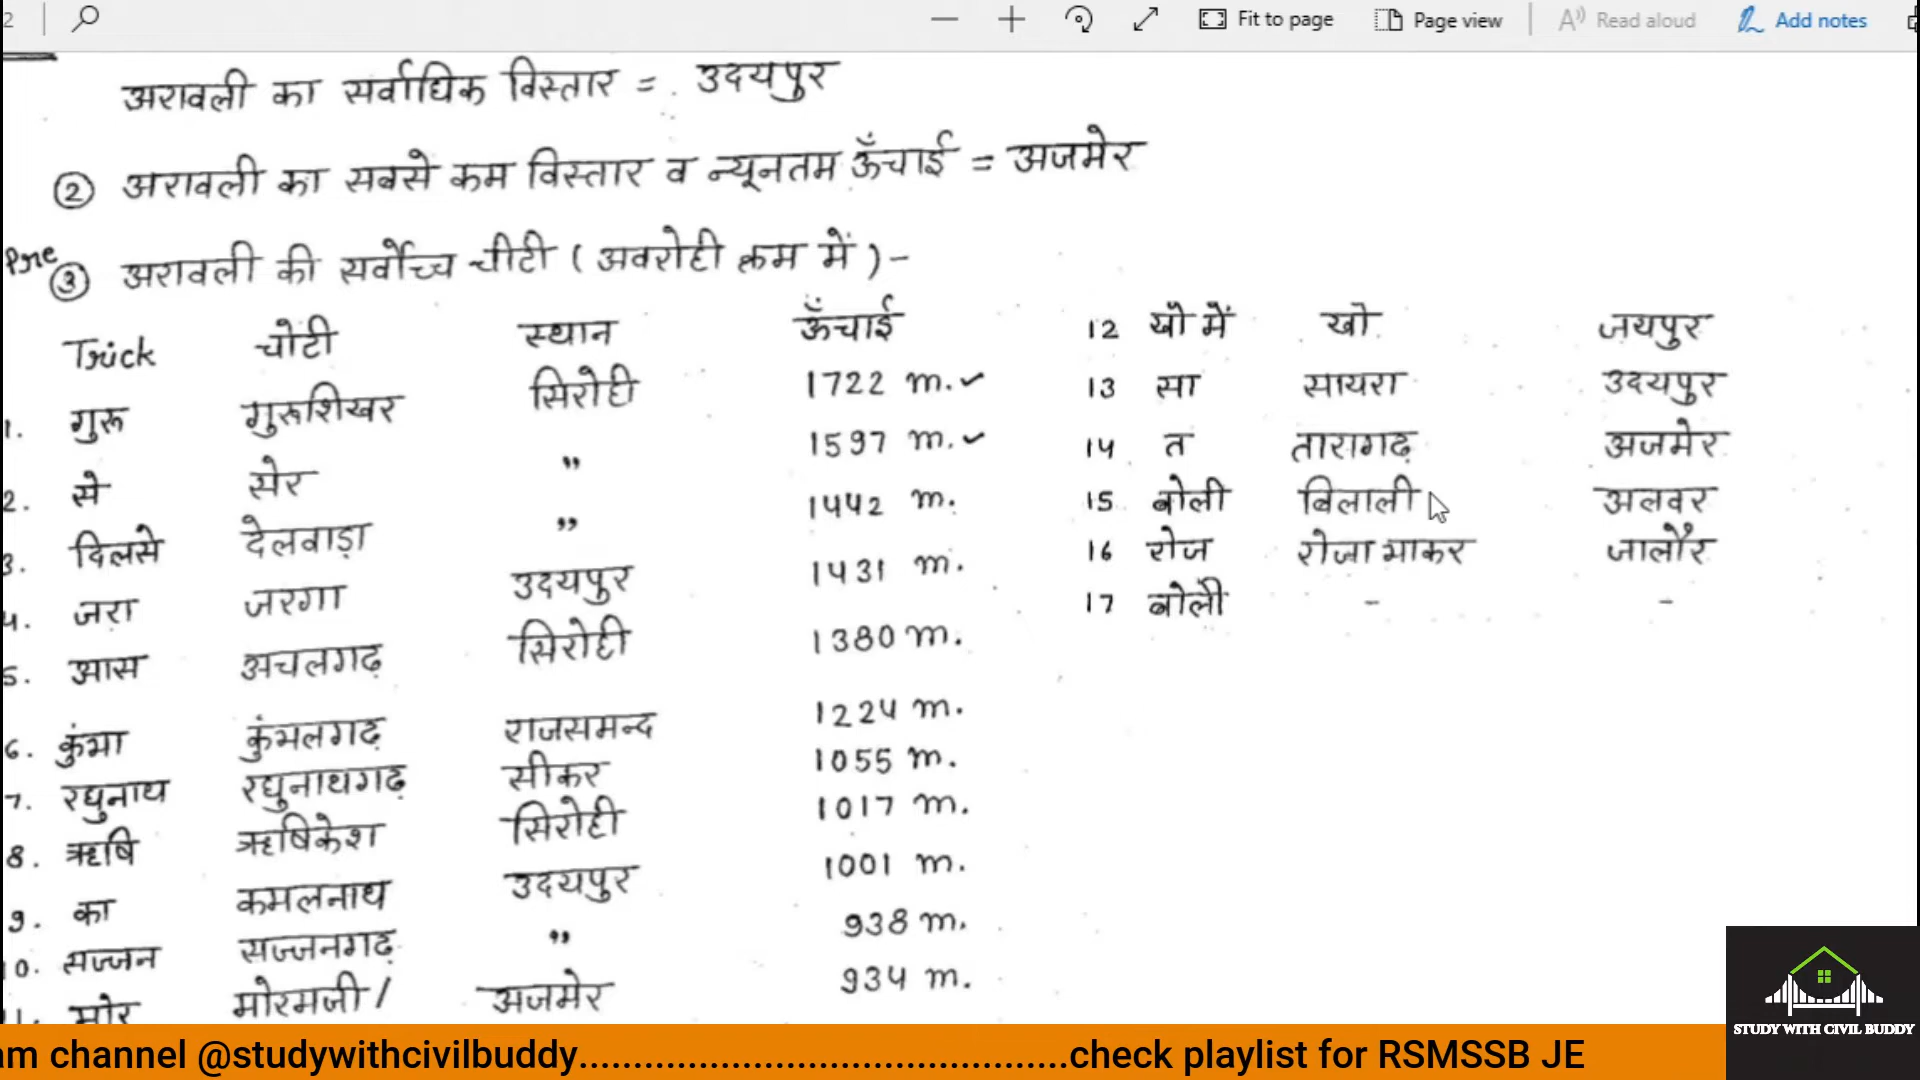 2
Fit to page
Page view
Read aloud
Add notes
अरावली का सर्वाधिक विस्तार = उदयपुर
② अरावली का सबसे कम विस्तार व न्यूनतम ऊँचाई = अजमेर
Pre
③ अरावली की सर्वोच्च चोटी ( अवरोही क्रम में ) -
Trick चोटी स्थान ऊँचाई
1. गुरू गुरूशिखर सिरोही 1722 m. ✓
2. से सेर " 1597 m. ✓
3. दिलसे देलवाड़ा " 1442 m.
4. जरा जरगा उदयपुर 1431 m.
5. आस अचलगढ़ सिरोही 1380 m.
6. कुंभा कुंभलगढ़ राजसमन्द 1224 m.
7. रघुनाथ रघुनाथगढ़ सीकर 1055 m.
8. ऋषि ऋषिकेश सिरोही 1017 m.
9. का कमलनाथ उदयपुर 1001 m.
10. सज्जन सज्जनगढ़ " 938 m.
11. मोर मोरमजी / अजमेर 934 m.
12 खो में खो जयपुर
13 सा सायरा उदयपुर
14 त तारागढ़ अजमेर
15 बोली बिलाली अलवर
16 रोज रोजा भाकर जालौर
17 बोली - -
STUDY WITH CIVIL BUDDY
am channel @studywithcivilbuddy..........................................check playlist for RSMSSB JE